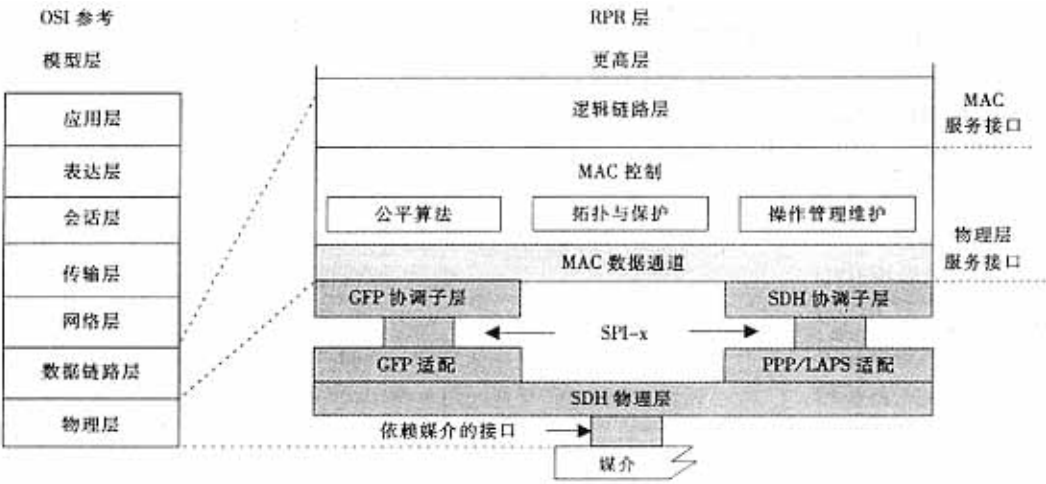 OSI 参考
模型层
应用层
表达层
会话层
传输层
网络层
数据链路层
物理层
RPR 层
更高层
逻辑链路层
MAC 控制
公平算法
拓扑与保护
操作管理维护
MAC 数据通道
GFP 协调子层
SDH 协调子层
SPI-x
GFP 适配
PPP/LAPS 适配
SDH 物理层
依赖媒介的接口
媒介
MAC
服务接口
物理层
服务接口